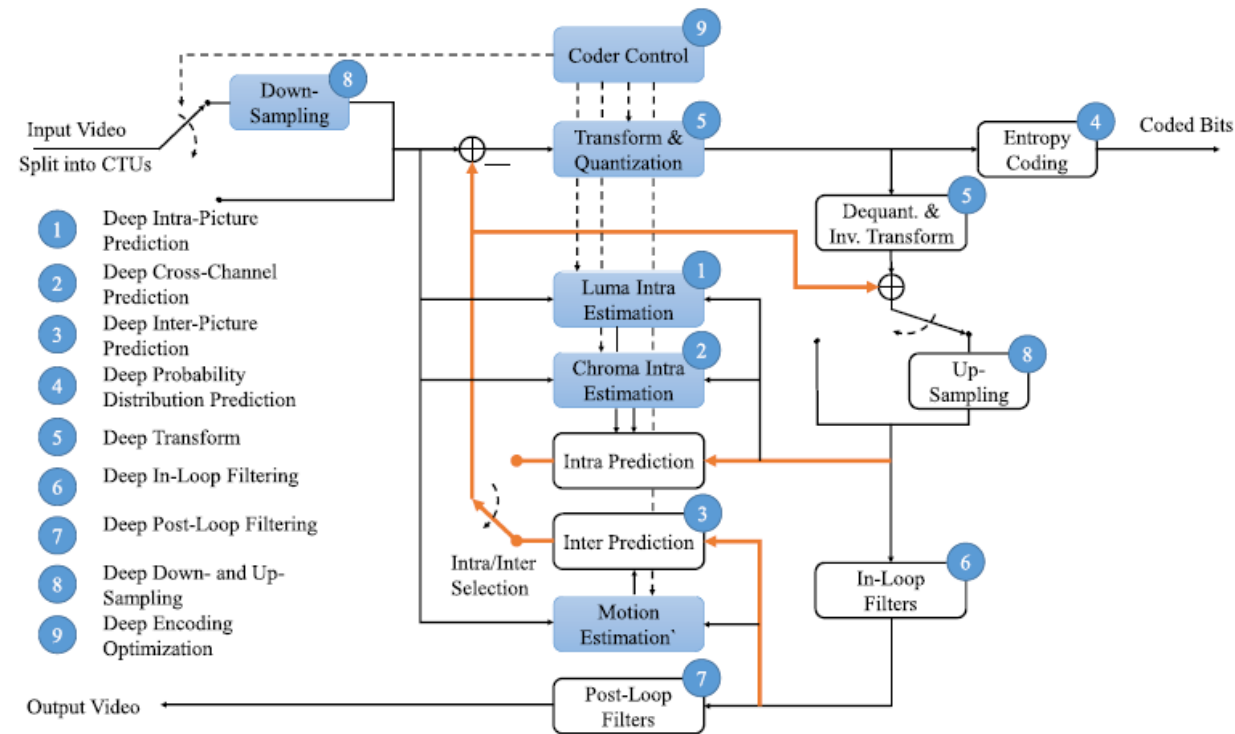 9
Coder Control
8
Down-
Sampling
Input Video
Split into CTUs
5
Transform &
Quantization
4
Entropy
Coding
Coded Bits
5
Dequant. &
Inv. Transform
1
Deep Intra-Picture
Prediction
2
Deep Cross-Channel
Prediction
3
Deep Inter-Picture
Prediction
4
Deep Probability
Distribution Prediction
5
Deep Transform
6
Deep In-Loop Filtering
7
Deep Post-Loop Filtering
8
Deep Down- and Up-
Sampling
9
Deep Encoding
Optimization
1
Luma Intra
Estimation
2
Chroma Intra
Estimation
Intra Prediction
3
Inter Prediction
Intra/Inter
Selection
Motion
Estimation`
8
Up-
Sampling
6
In-Loop
Filters
7
Post-Loop
Filters
Output Video